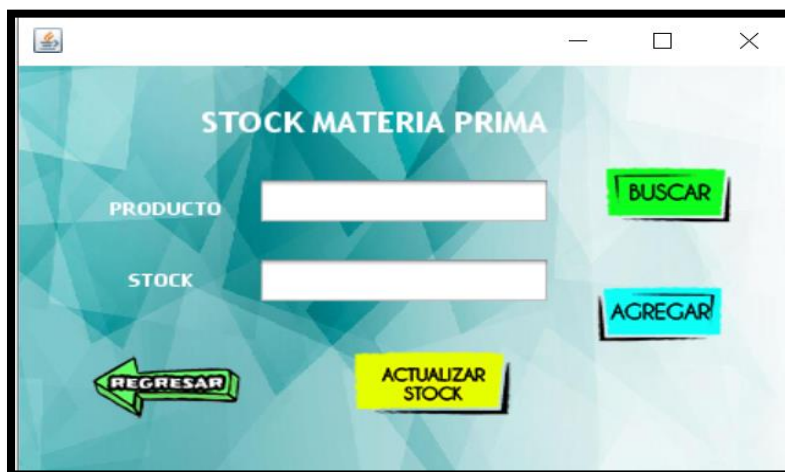 STOCK MATERIA PRIMA
PRODUCTO
BUSCAR
STOCK
AGREGAR
REGRESAR
ACTUALIZAR
STOCK